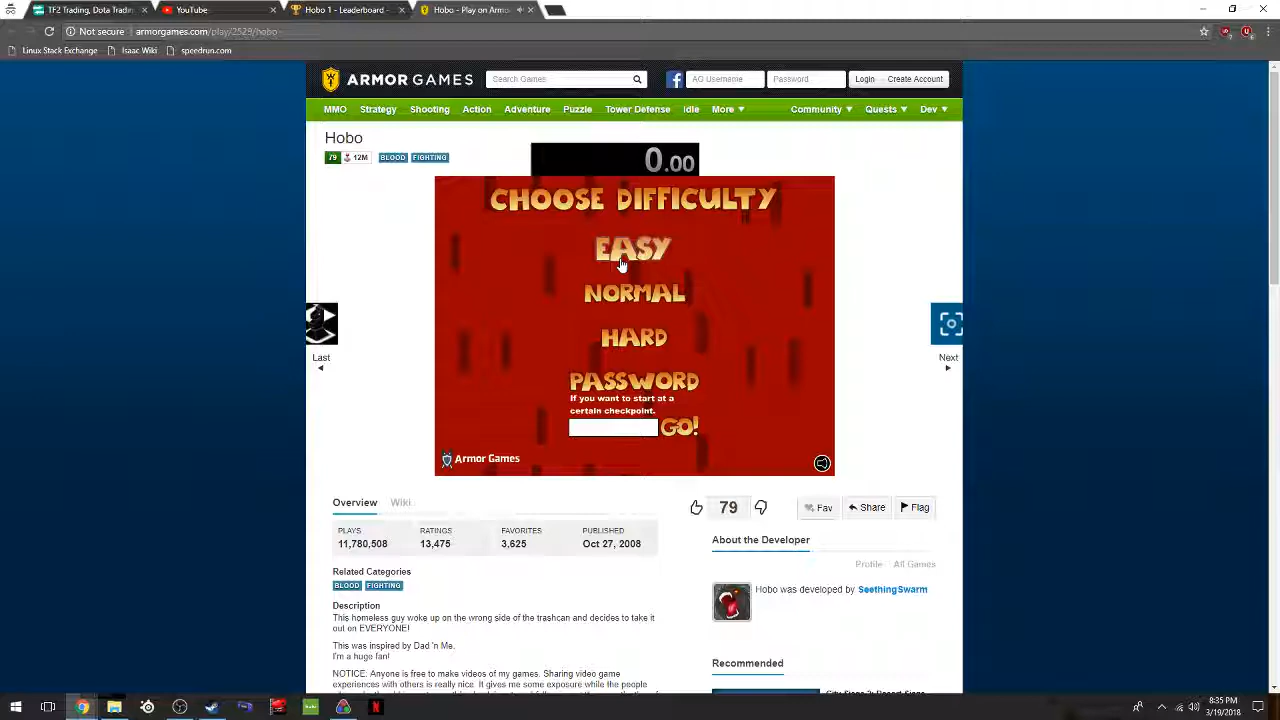 TF2 Trading, Dota Tradin
YouTube
Hobo 1 - Leaderboard -
Hobo - Play on Armor
Not secure | armorgames.com/play/2529/hobo
Linux Stack Exchange
Isaac Wiki
speedrun.com
ARMOR GAMES
Search Games
AG Username
Password
Login
Create Account
MMO
Strategy
Shooting
Action
Adventure
Puzzle
Tower Defense
Idle
More
Community
Quests
Dev
Hobo
79
12M
BLOOD
FIGHTING
0.00
CHOOSE DIFFICULTY
EASY
NORMAL
HARD
PASSWORD
If you want to start at a
certain checkpoint.
GO!
Armor Games
Last
Next
Overview
Wiki
79
Fav
Share
Flag
PLAYS
RATINGS
FAVORITES
PUBLISHED
11,780,508
13,475
3,625
Oct 27, 2008
Related Categories
BLOOD
FIGHTING
Description
This homeless guy woke up on the wrong side of the trashcan and decides to take it
out on EVERYONE!
This was inspired by Dad 'n Me.
I'm a huge fan!
NOTICE: Anyone is free to make videos of my games. Sharing video game
experiences with others is really nice. It gives me some exposure while the people
About the Developer
Profile
All Games
Hobo was developed by SeethingSwarm
Recommended
8:35 PM
3/19/2018